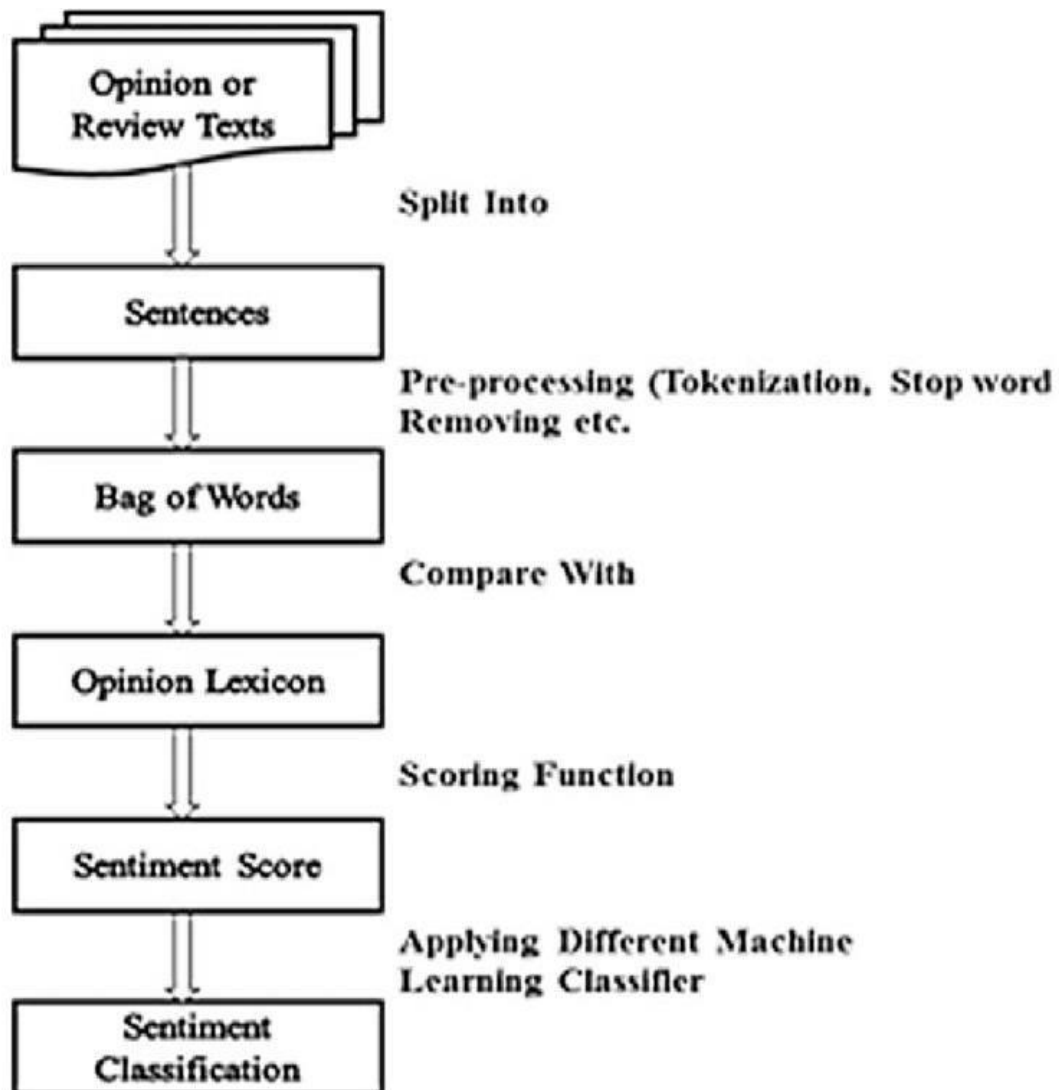 Opinion or
Review Texts
Split Into
Sentences
Pre-processing (Tokenization, Stop word
Removing etc.
Bag of Words
Compare With
Opinion Lexicon
Scoring Function
Sentiment Score
Applying Different Machine
Learning Classifier
Sentiment
Classification